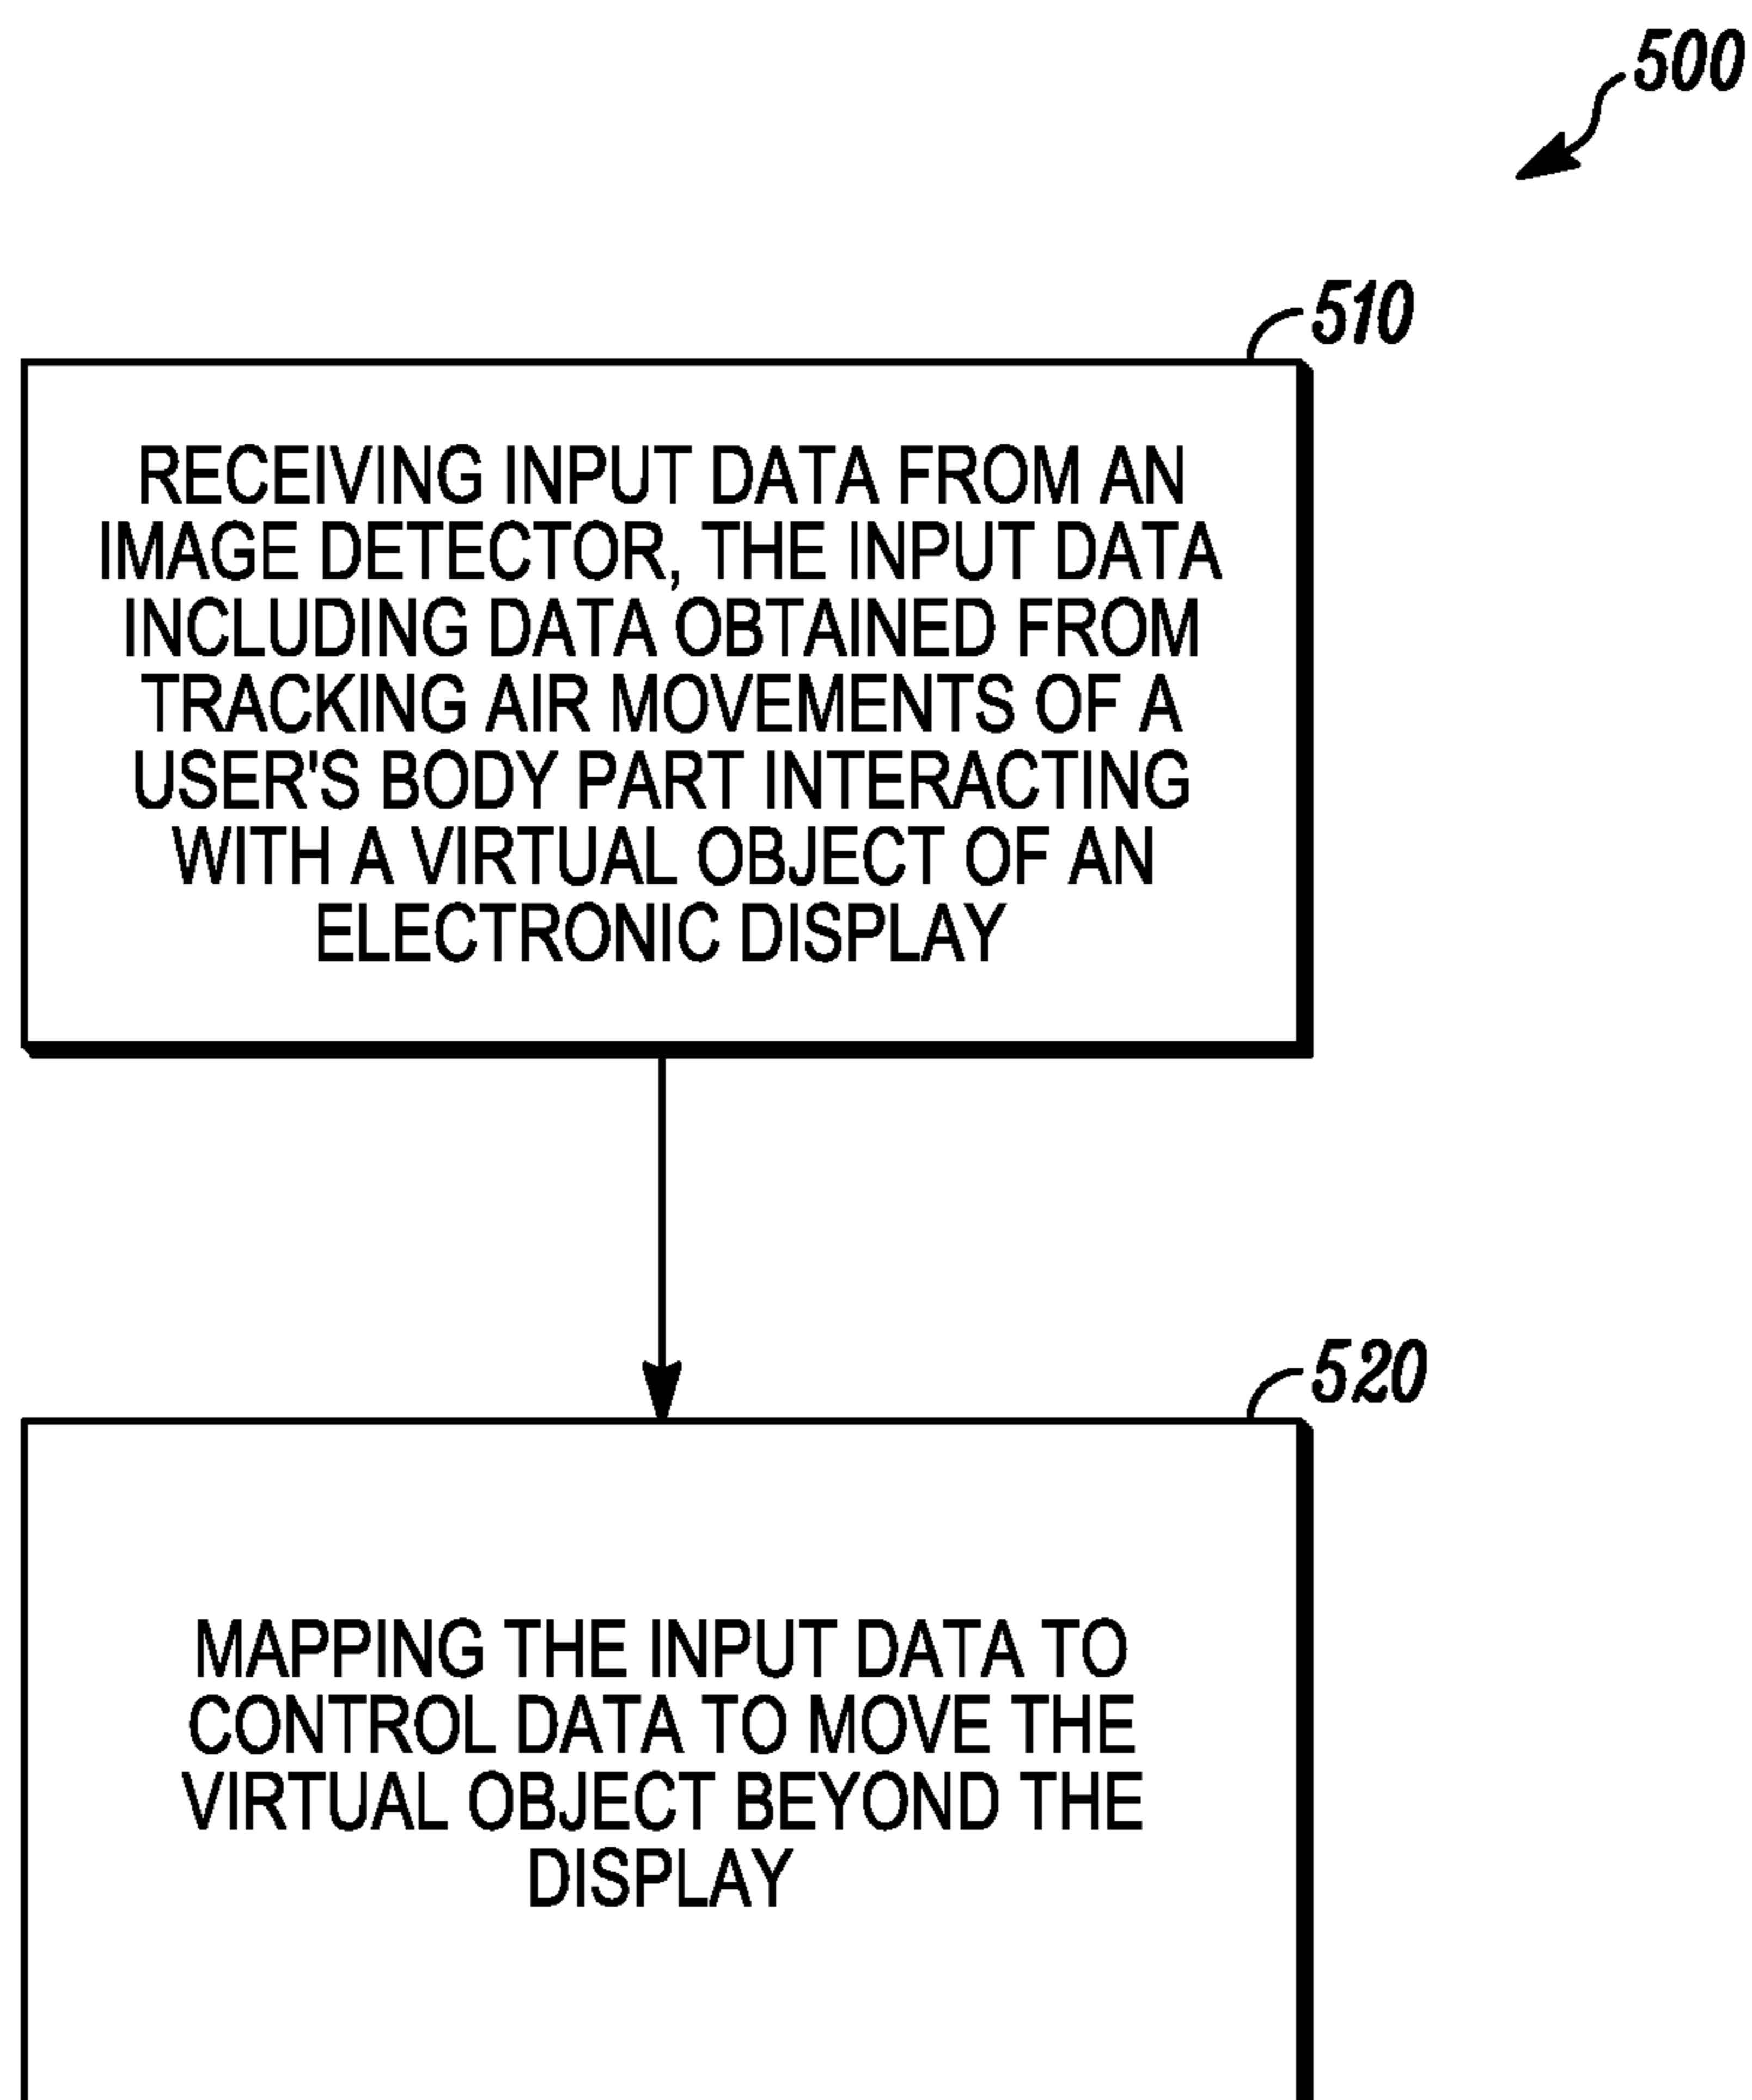 500
510
RECEIVING INPUT DATA FROM AN
IMAGE DETECTOR, THE INPUT DATA
INCLUDING DATA OBTAINED FROM
TRACKING AIR MOVEMENTS OF A
USER'S BODY PART INTERACTING
WITH A VIRTUAL OBJECT OF AN
ELECTRONIC DISPLAY
520
MAPPING THE INPUT DATA TO
CONTROL DATA TO MOVE THE
VIRTUAL OBJECT BEYOND THE
DISPLAY